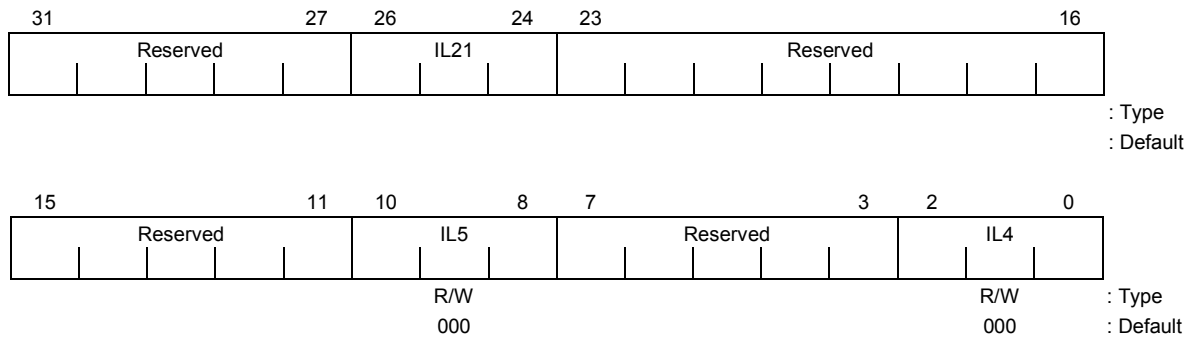 31 27 26 24 23 16
Reserved IL21 Reserved
: Type
: Default
15 11 10 8 7 3 2 0
Reserved IL5 Reserved IL4
R/W R/W : Type
000 000 : Default